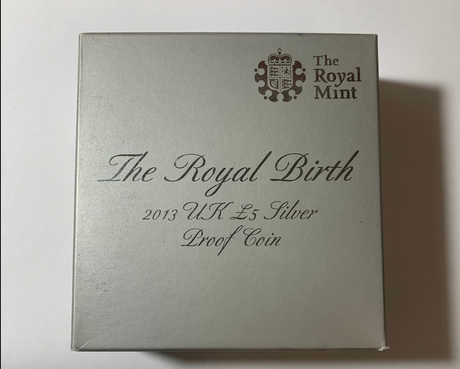 The
Royal
Mint
The Royal Birth
2013 UK £5 Silver
Proof Coin